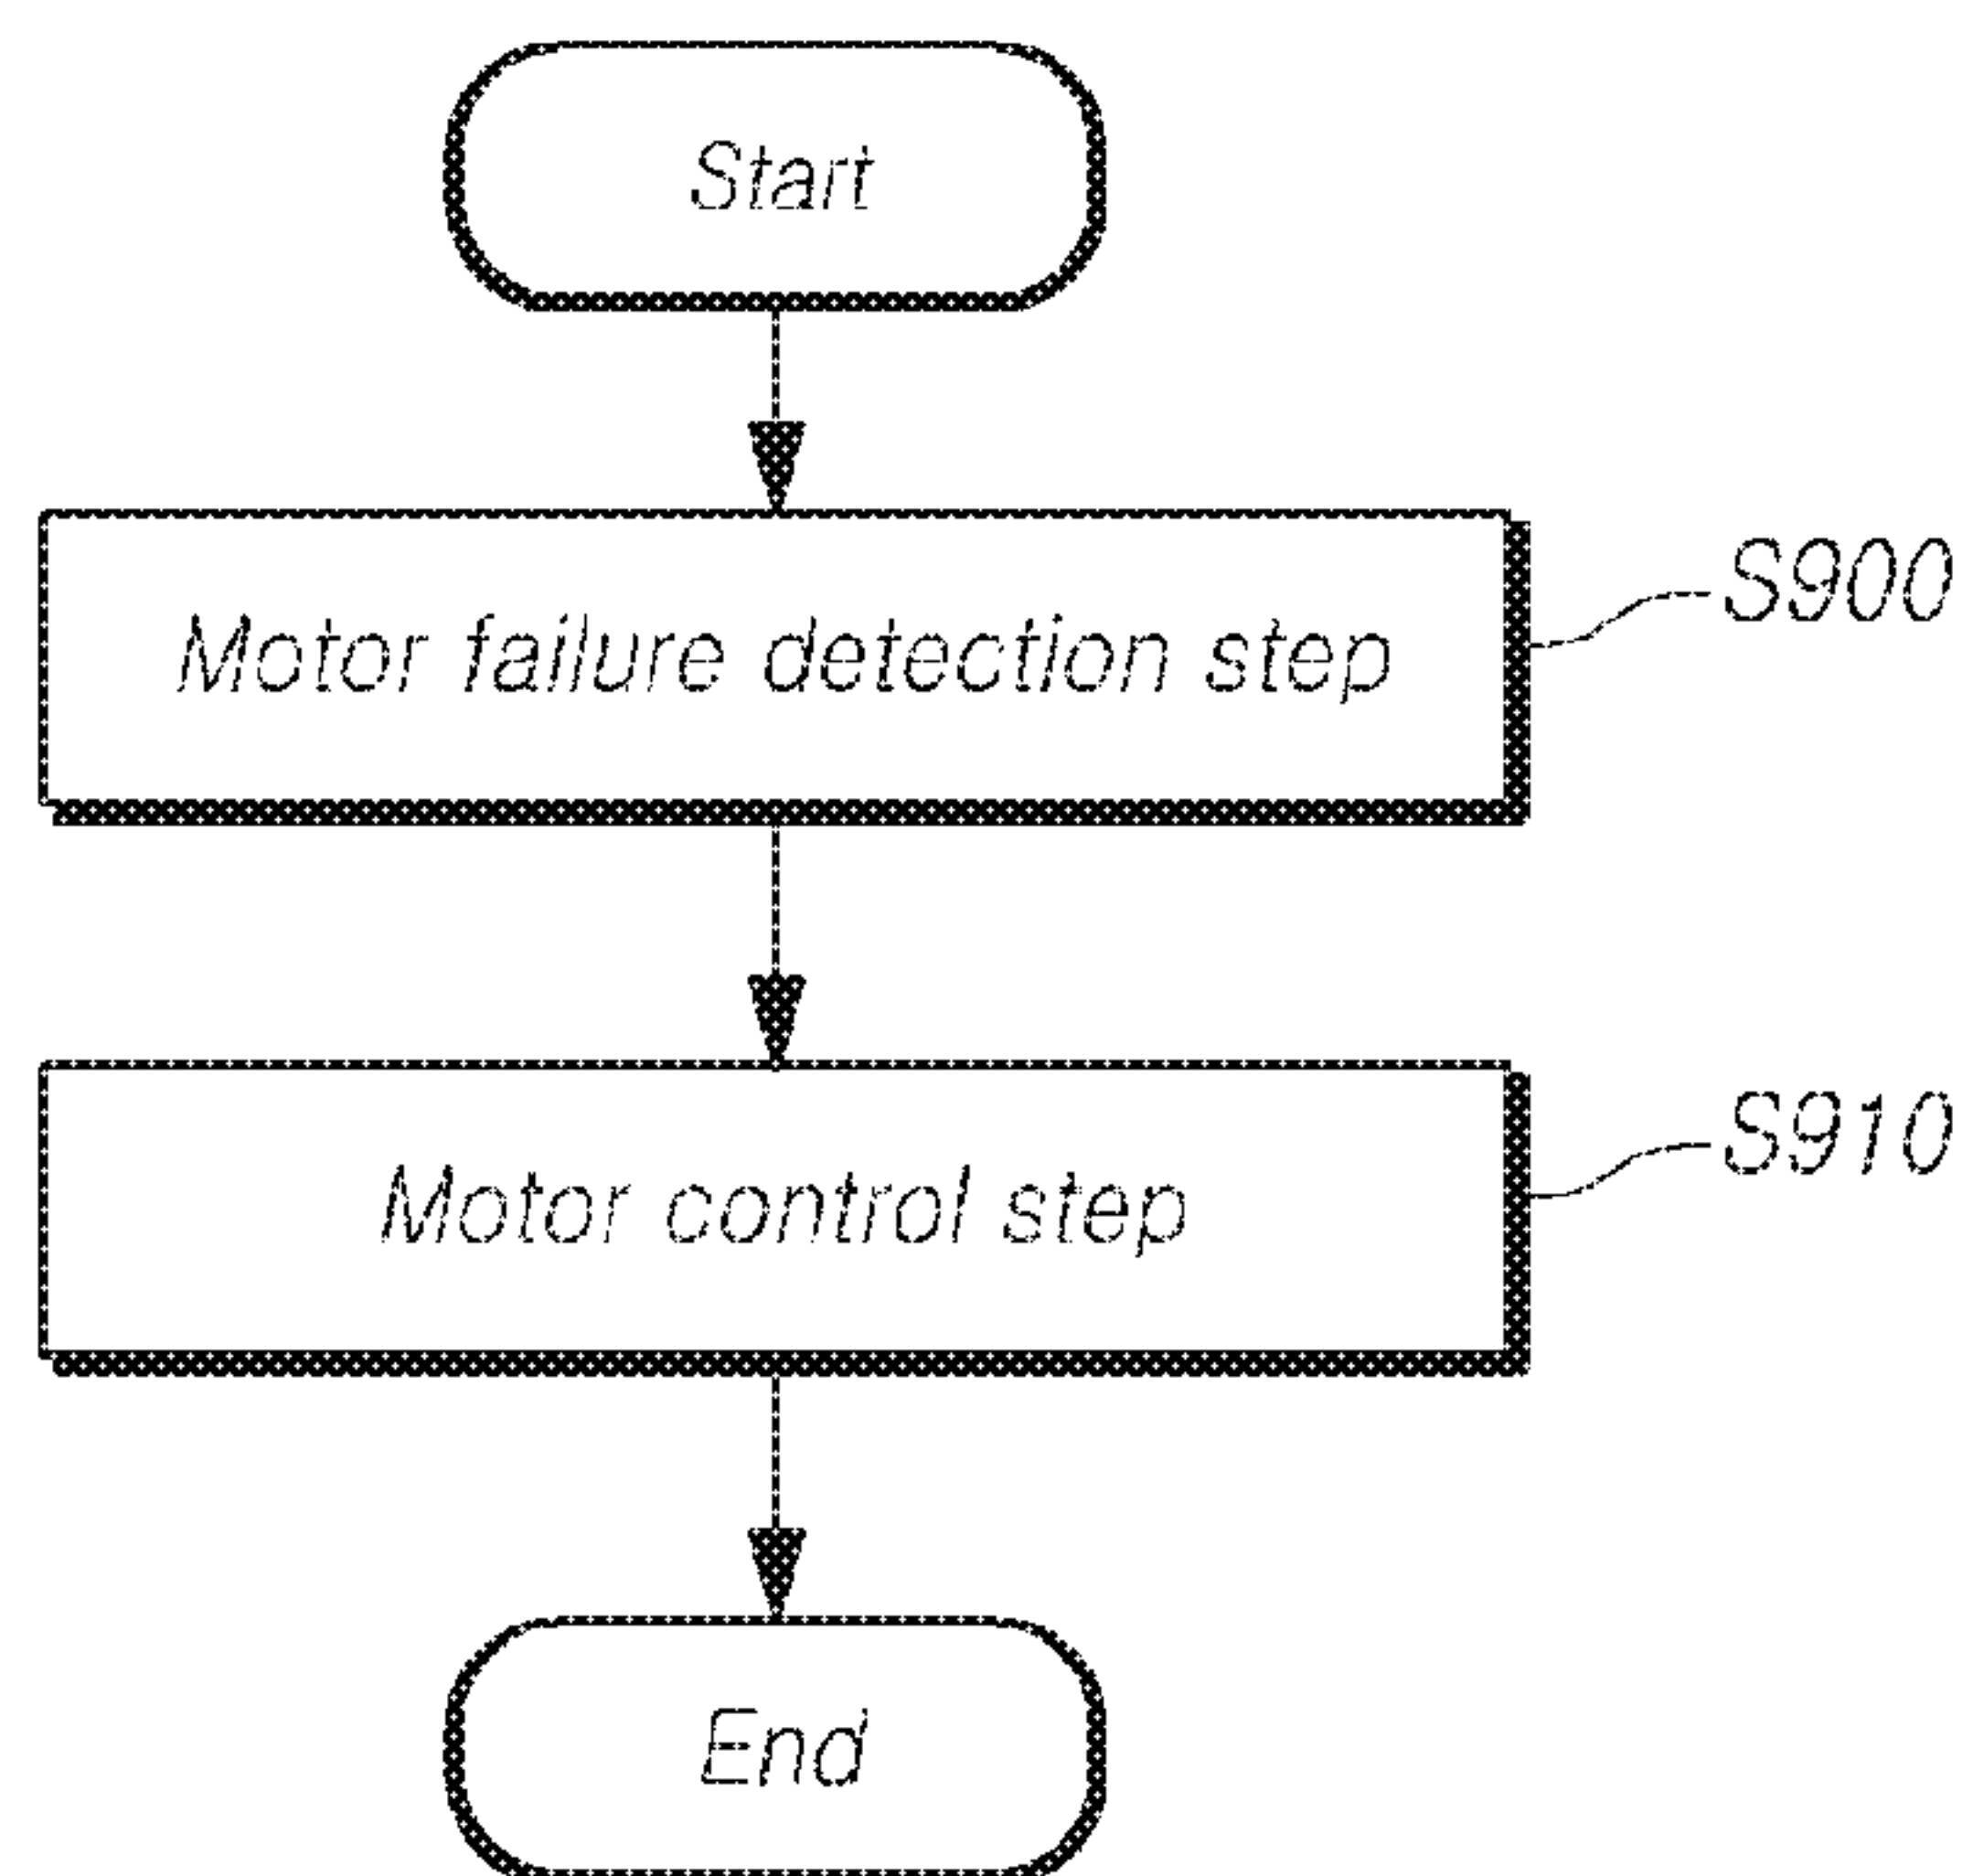 Start
Motor failure detection step
S900
Motor control step
S910
End